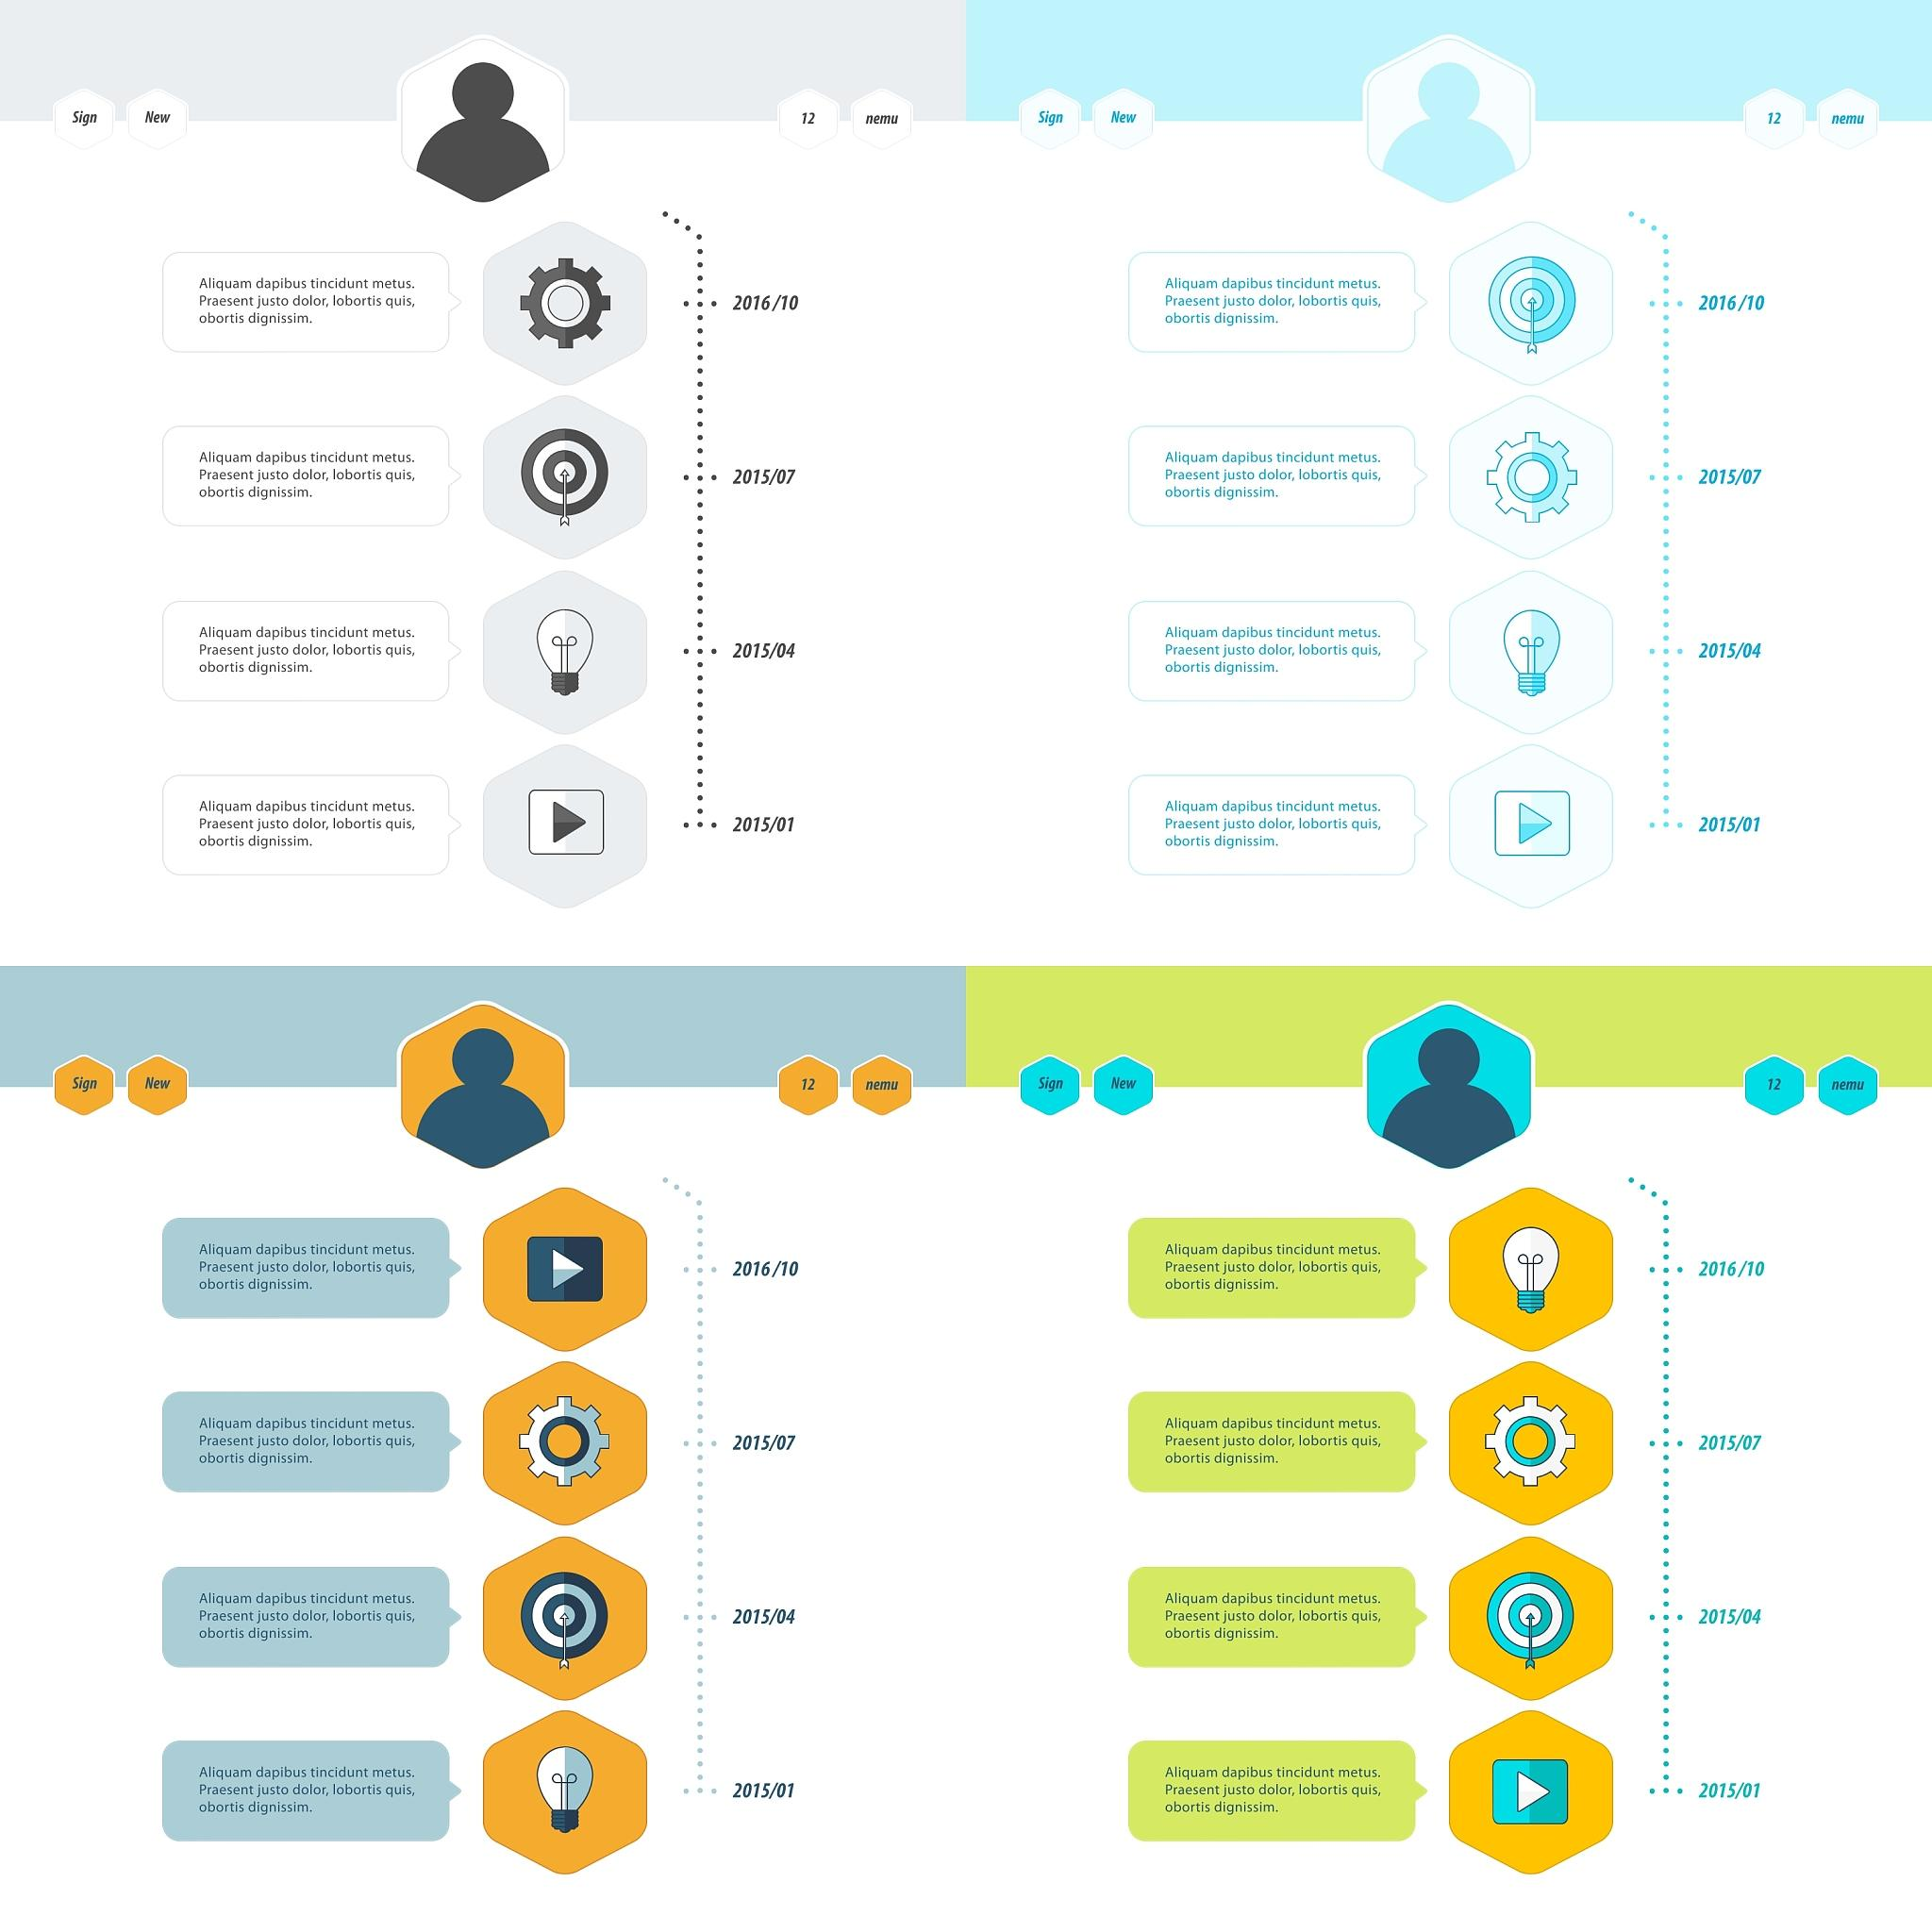 Sign
New
12
nemu
Aliquam dapibus tincidunt metus.
Praesent justo dolor, lobortis quis,
obortis dignissim.
2016/10
Aliquam dapibus tincidunt metus.
Praesent justo dolor, lobortis quis,
obortis dignissim.
2015/07
Aliquam dapibus tincidunt metus.
Praesent justo dolor, lobortis quis,
obortis dignissim.
2015/04
Aliquam dapibus tincidunt metus.
Praesent justo dolor, lobortis quis,
obortis dignissim.
2015/01
Sign
New
12
nemu
Aliquam dapibus tincidunt metus.
Praesent justo dolor, lobortis quis,
obortis dignissim.
2016/10
Aliquam dapibus tincidunt metus.
Praesent justo dolor, lobortis quis,
obortis dignissim.
2015/07
Aliquam dapibus tincidunt metus.
Praesent justo dolor, lobortis quis,
obortis dignissim.
2015/04
Aliquam dapibus tincidunt metus.
Praesent justo dolor, lobortis quis,
obortis dignissim.
2015/01
Sign
New
12
nemu
Aliquam dapibus tincidunt metus.
Praesent justo dolor, lobortis quis,
obortis dignissim.
2016/10
Aliquam dapibus tincidunt metus.
Praesent justo dolor, lobortis quis,
obortis dignissim.
2015/07
Aliquam dapibus tincidunt metus.
Praesent justo dolor, lobortis quis,
obortis dignissim.
2015/04
Aliquam dapibus tincidunt metus.
Praesent justo dolor, lobortis quis,
obortis dignissim.
2015/01
Sign
New
12
nemu
Aliquam dapibus tincidunt metus.
Praesent justo dolor, lobortis quis,
obortis dignissim.
2016/10
Aliquam dapibus tincidunt metus.
Praesent justo dolor, lobortis quis,
obortis dignissim.
2015/07
Aliquam dapibus tincidunt metus.
Praesent justo dolor, lobortis quis,
obortis dignissim.
2015/04
Aliquam dapibus tincidunt metus.
Praesent justo dolor, lobortis quis,
obortis dignissim.
2015/01